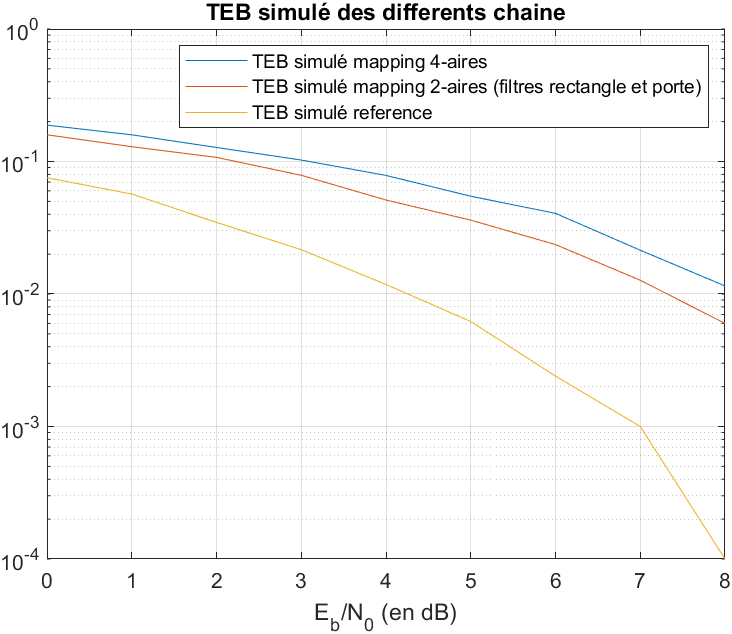 TEB simulé des differents chaine
TEB simulé mapping 4-aires
TEB simulé mapping 2-aires (filtres rectangle et porte)
TEB simulé reference
10^0
10^-1
10^-2
10^-3
10^-4
0 1 2 3 4 5 6 7 8
E_b/N_0 (en dB)